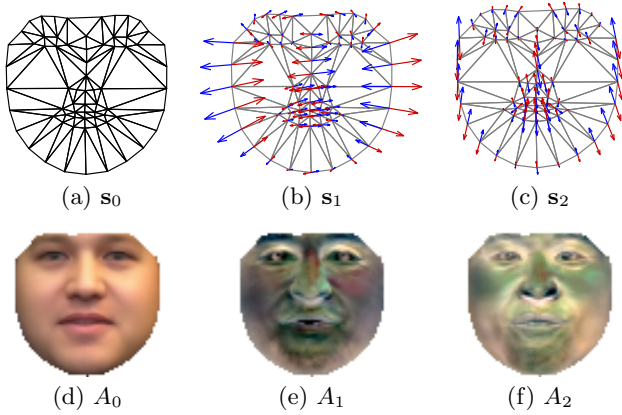 (a) s₀ (b) s₁ (c) s₂
(d) A₀ (e) A₁ (f) A₂